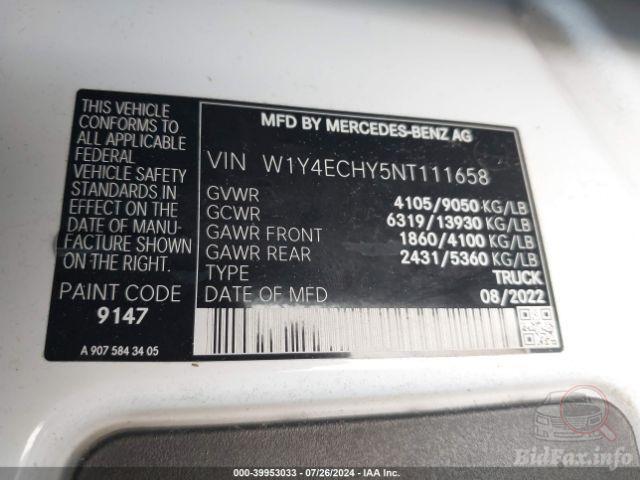 THIS VEHICLE
CONFORMS TO
ALL APPLICABLE
FEDERAL
VEHICLE SAFETY
STANDARDS IN
EFFECT ON THE
DATE OF MANU-
FACTURE SHOWN
ON THE RIGHT.
PAINT CODE
9147
A 907 584 34 05
MFD BY MERCEDES-BENZ AG
VIN W1Y4ECHY5NT111658
GVWR 4105/9050 KG/LB
GCWR 6319/13930 KG/LB
GAWR FRONT 1860/4100 KG/LB
GAWR REAR 2431/5360 KG/LB
TYPE TRUCK
DATE OF MFD 08/2022
BidFax.info
000-39953033 / 07/26/2024 / IAA Inc.